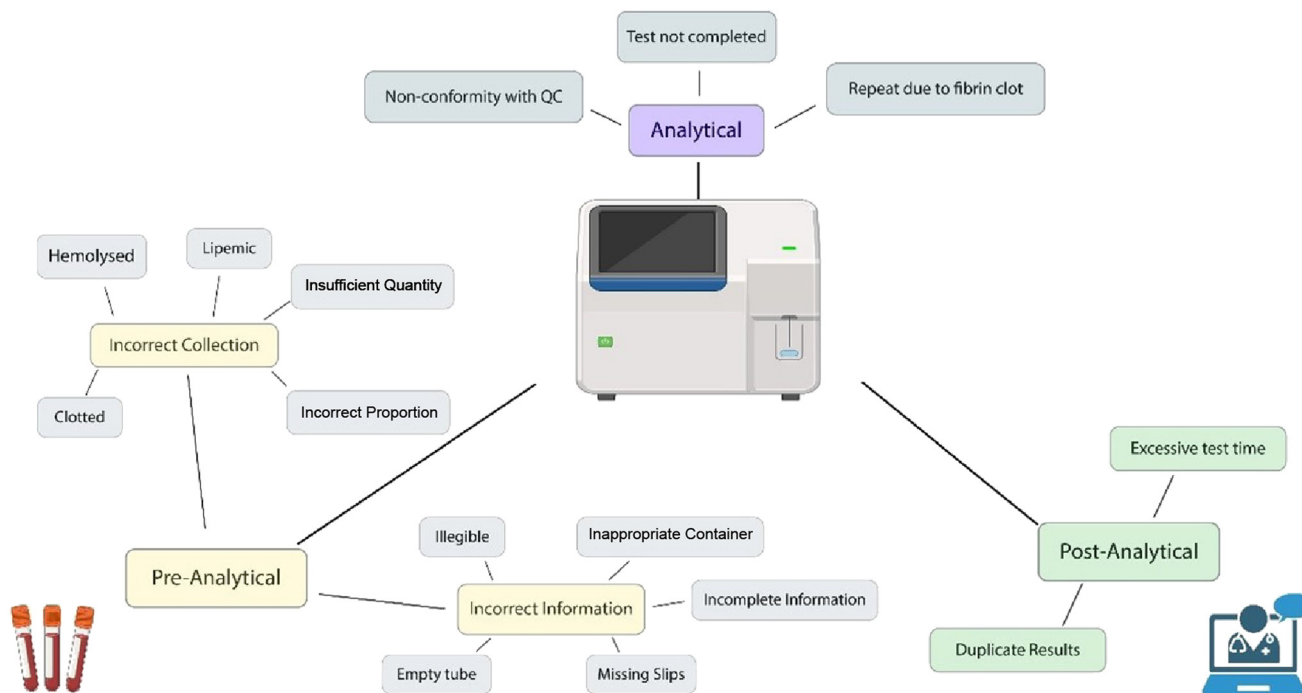 Test not completed
Non-conformity with QC
Repeat due to fibrin clot
Analytical
Hemolysed
Lipemic
Insufficient Quantity
Incorrect Collection
Clotted
Incorrect Proportion
Excessive test time
Illegible
Inappropriate Container
Post-Analytical
Pre-Analytical
Incorrect Information
Incomplete Information
Empty tube
Missing Slips
Duplicate Results